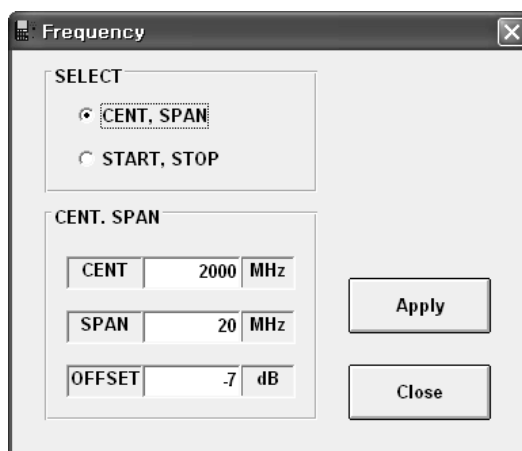 Frequency
SELECT
CENT, SPAN
START, STOP
CENT. SPAN
CENT 2000 MHz
SPAN 20 MHz
OFFSET -7 dB
Apply
Close